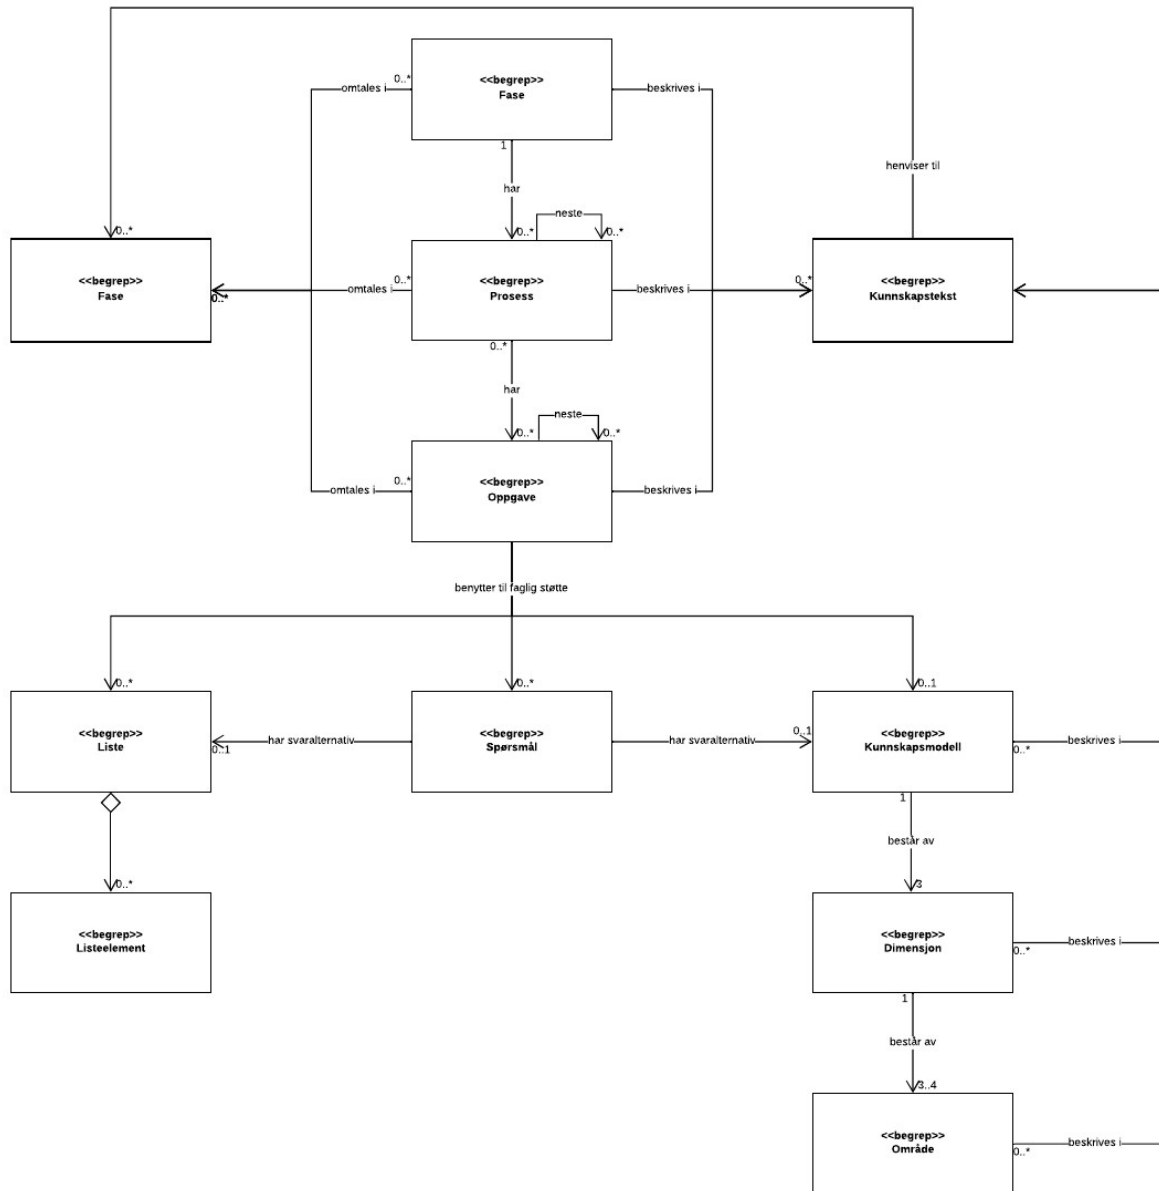 0..*
<<begrep>>
Fase
omtales i
beskrives i
1
henviser til
har
neste
0..*
0..*
0..*
<<begrep>>
Fase
0..*
0..*
omtales i
<<begrep>>
Prosess
beskrives i
0..*
<<begrep>>
Kunnskapstekst
0..*
har
neste
0..*
0..*
0..*
omtales i
<<begrep>>
Oppgave
beskrives i
benytter til faglig støtte
0..*
0..*
0..1
<<begrep>>
Liste
0..1
har svaralternativ
<<begrep>>
Spørsmål
har svaralternativ
0..1
<<begrep>>
Kunnskapsmodell
0..*
beskrives i
1
består av
0..*
3
<<begrep>>
Listeelement
<<begrep>>
Dimensjon
0..*
beskrives i
1
består av
3..4
<<begrep>>
Område
0..*
beskrives i